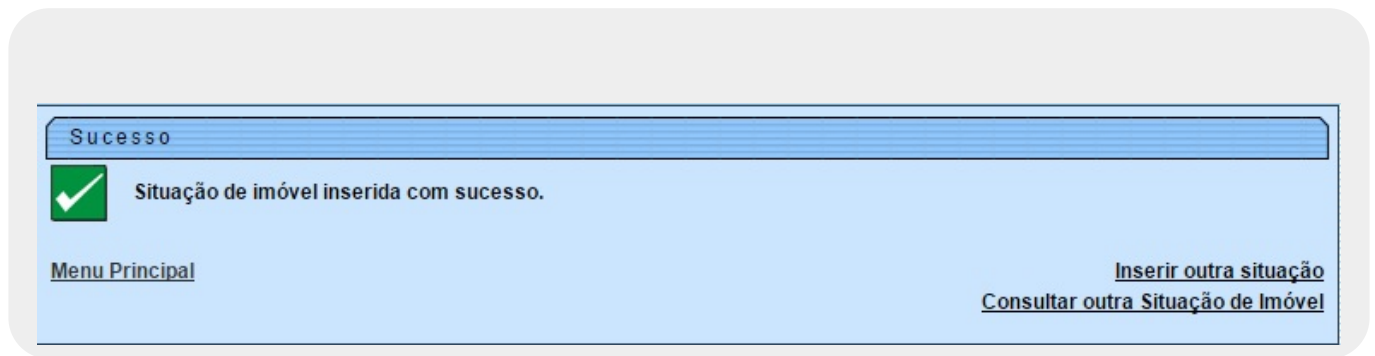 Sucesso
Situação de imóvel inserida com sucesso.
Menu Principal
Inserir outra situação
Consultar outra Situação de Imóvel